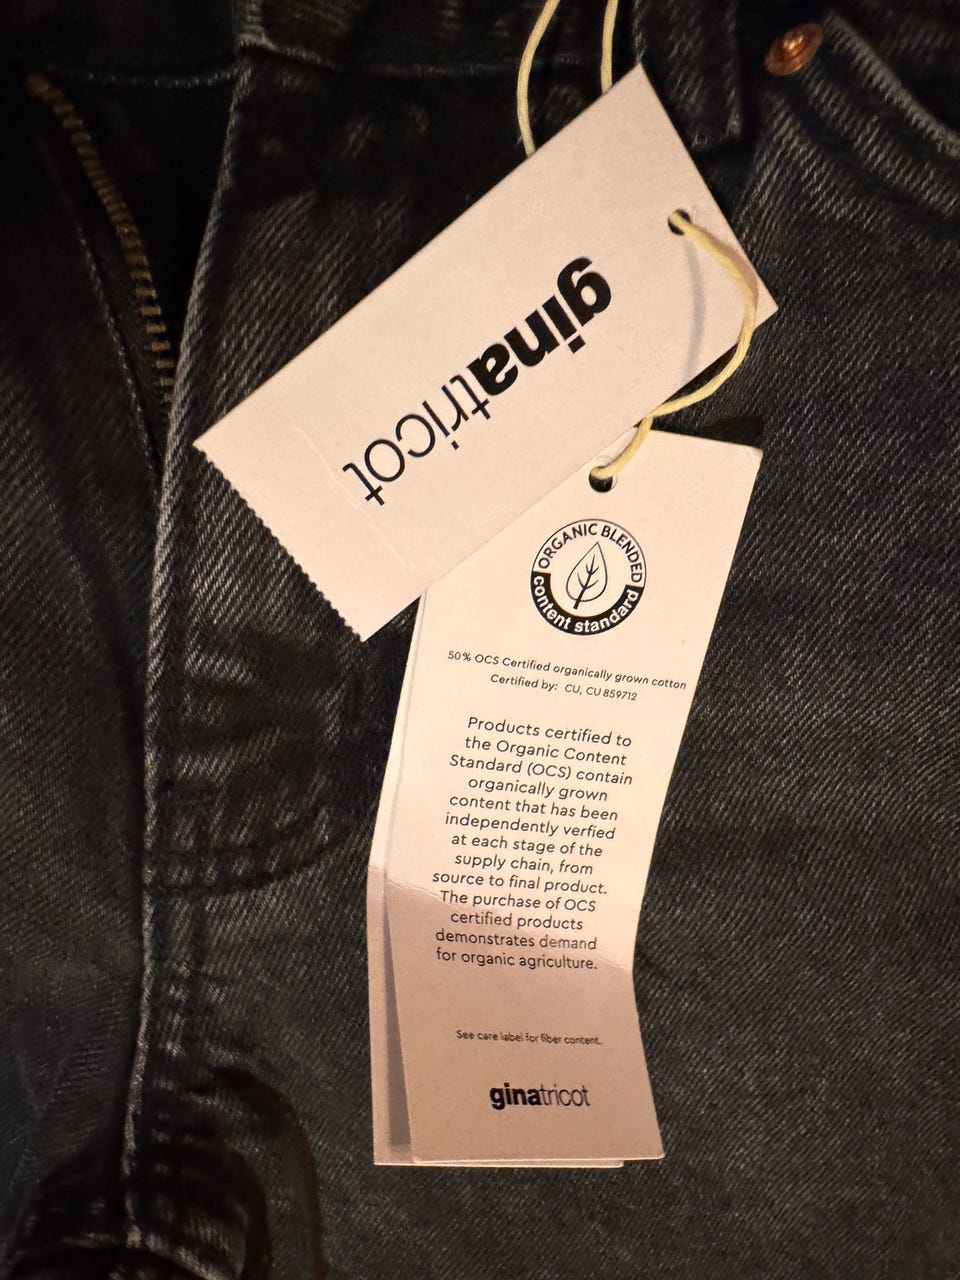 ginatricot
ORGANIC BLENDED
content standard
50% OCS Certified organically grown cotton
Certified by: CU, CU 859712
Products certified to
the Organic Content
Standard (OCS) contain
organically grown
content that has been
independently verfied
at each stage of the
supply chain, from
source to final product.
The purchase of OCS
certified products
demonstrates demand
for organic agriculture.
See care label for fiber content.
ginatricot